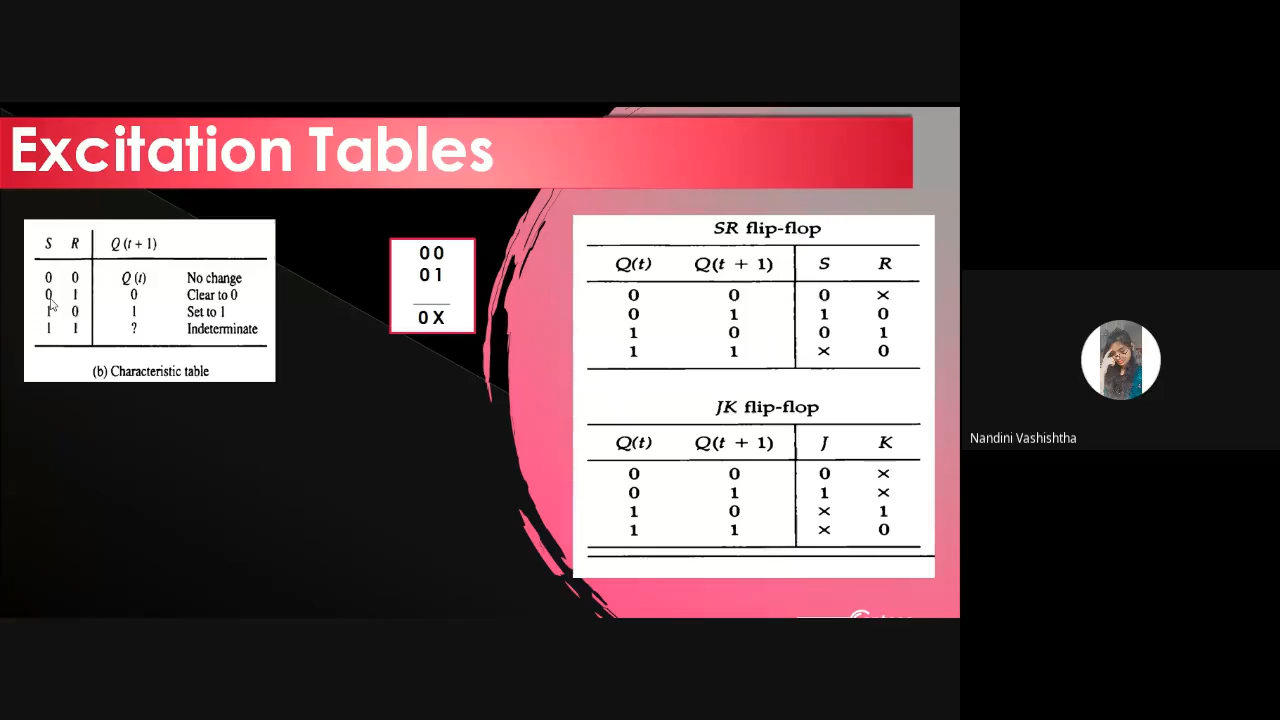 Excitation Tables
S R Q (t + 1)
0 0 Q (t) No change
0 1 0 Clear to 0
1 0 1 Set to 1
1 1 ? Indeterminate
(b) Characteristic table
0 0
0 1
0 X
SR flip-flop
Q(t) Q(t + 1) S R
0 0 0 ×
0 1 1 0
1 0 0 1
1 1 × 0
JK flip-flop
Q(t) Q(t + 1) J K
0 0 0 ×
0 1 1 ×
1 0 × 1
1 1 × 0
Nandini Vashishtha